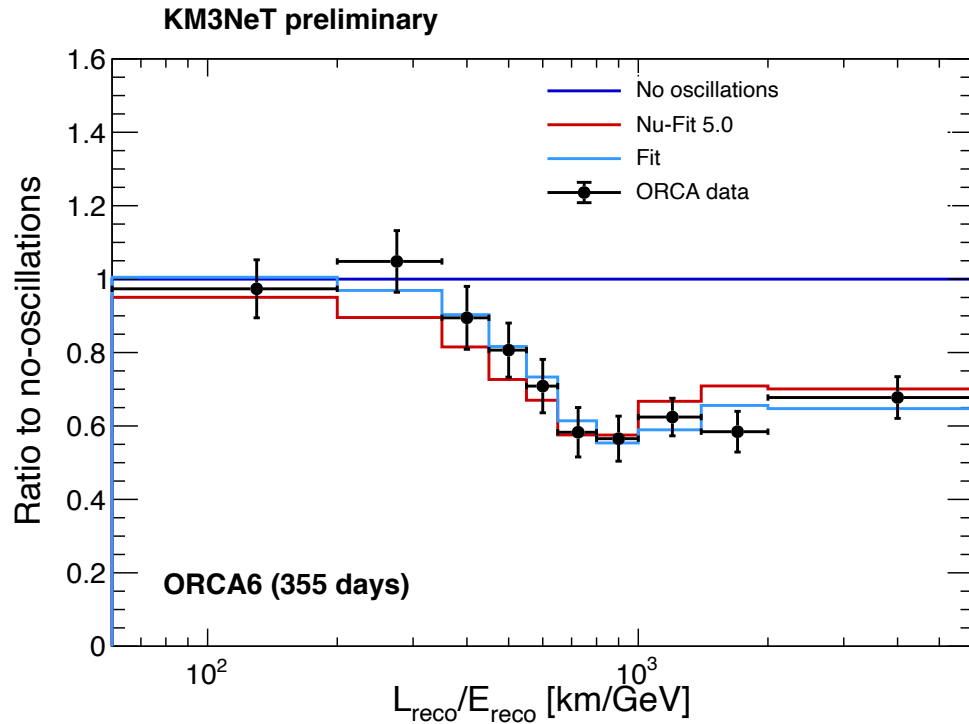 KM3NeT preliminary
1.6
1.4
1.2
1
0.8
0.6
0.4
0.2
0
Ratio to no-oscillations
No oscillations
Nu-Fit 5.0
Fit
ORCA data
ORCA6 (355 days)
10² 10³
L_reco/E_reco [km/GeV]